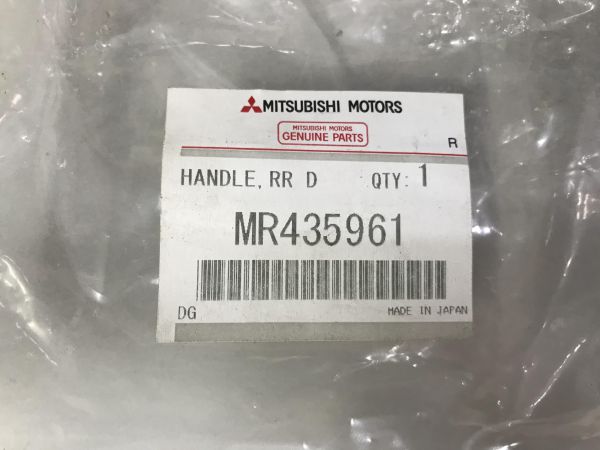 MITSUBISHI MOTORS
MITSUBISHI MOTORS
GENUINE PARTS
R
HANDLE, RR D QTY: 1
MR435961
DG MADE IN JAPAN